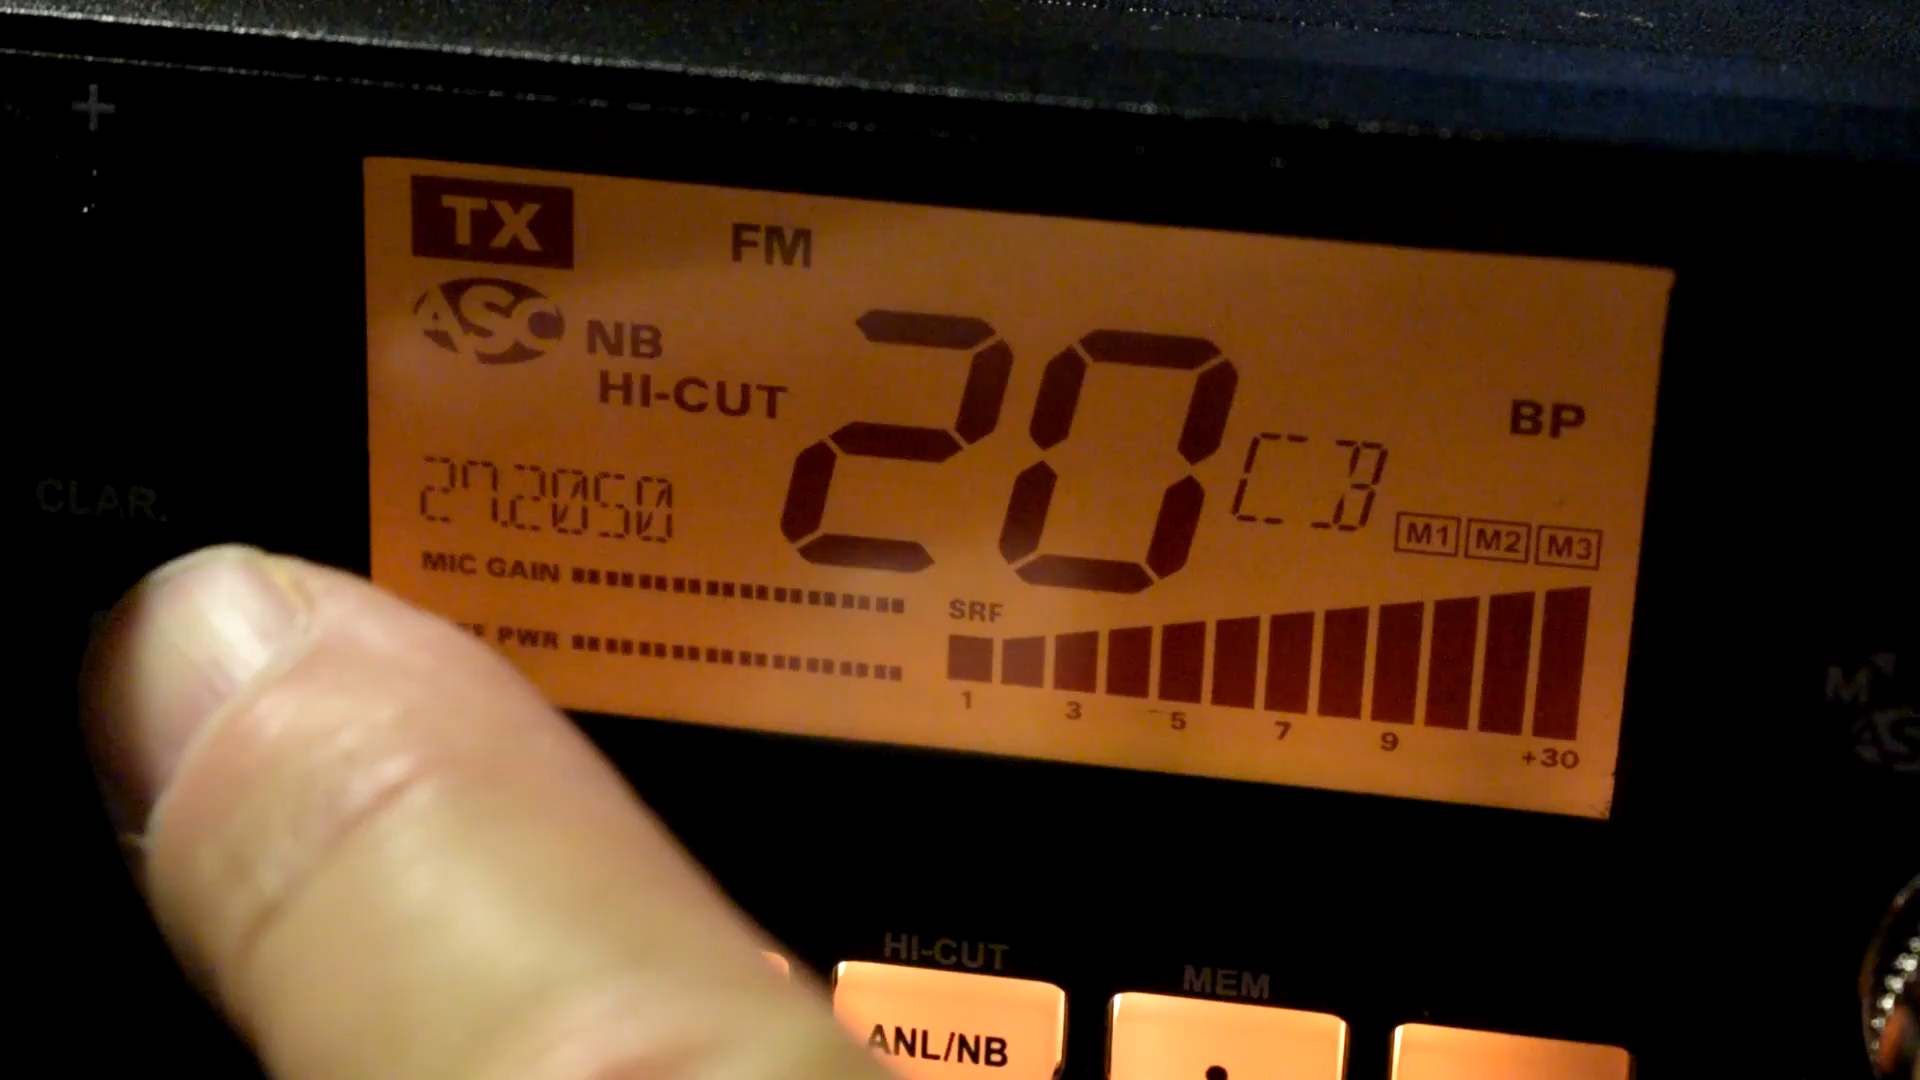 TX
FM
ASC
NB
HI-CUT
20
CB
BP
27.2050
M1 M2 M3
MIC GAIN
PWR
SRF
1 3 5 7 9 +30
CLAR.
HI-CUT
MEM
ANL/NB